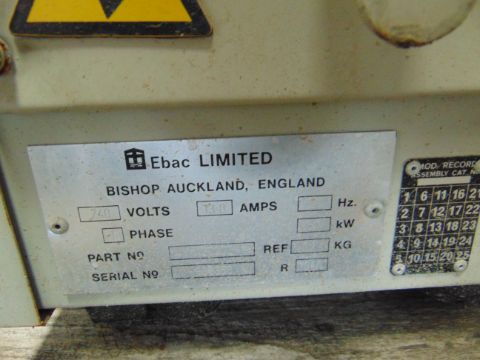 Ebac LIMITED
BISHOP AUCKLAND, ENGLAND
240 VOLTS AMPS Hz.
PHASE kW
PART NO REF KG
SERIAL NO R
MOD. RECORD
ASSEMBLY CAT. N
1 6 11 16 21
2 7 12 17 22
3 8 13 18 23
4 9 14 19 24
5 10 15 20 25